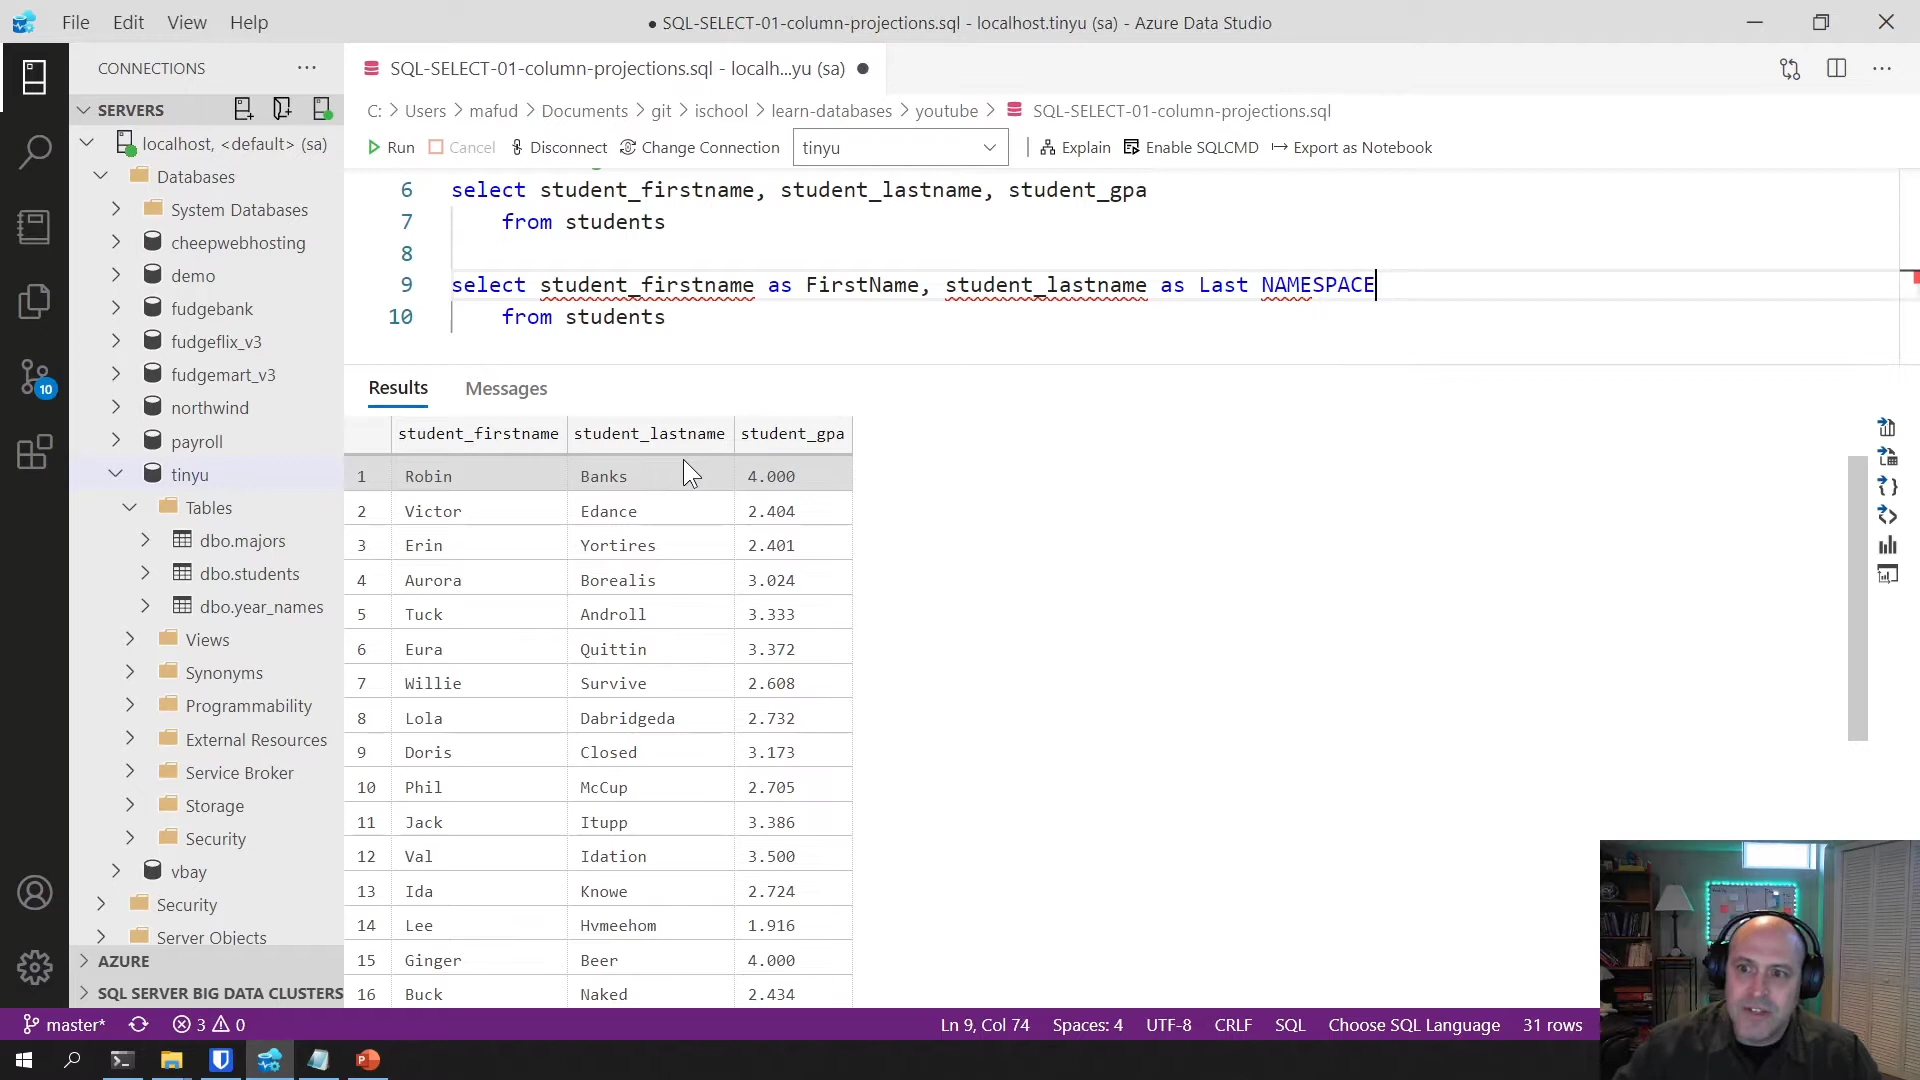 File Edit View Help
● SQL-SELECT-01-column-projections.sql - localhost.tinyu (sa) - Azure Data Studio
CONNECTIONS
SQL-SELECT-01-column-projections.sql - localh...yu (sa) ●
SERVERS
C: > Users > mafud > Documents > git > ischool > learn-databases > youtube > SQL-SELECT-01-column-projections.sql
Run Cancel Disconnect Change Connection tinyu Explain Enable SQLCMD Export as Notebook
localhost, <default> (sa)
Databases
System Databases
cheepwebhosting
demo
fudgebank
fudgeflix_v3
fudgemart_v3
northwind
payroll
tinyu
Tables
dbo.majors
dbo.students
dbo.year_names
Views
Synonyms
Programmability
External Resources
Service Broker
Storage
Security
vbay
Security
Server Objects
AZURE
SQL SERVER BIG DATA CLUSTERS
10
6 select student_firstname, student_lastname, student_gpa
7 from students
8
9 select student_firstname as FirstName, student_lastname as Last NAMESPACE
10 from students
Results Messages
student_firstname student_lastname student_gpa
1 Robin Banks 4.000
2 Victor Edance 2.404
3 Erin Yortires 2.401
4 Aurora Borealis 3.024
5 Tuck Androll 3.333
6 Eura Quittin 3.372
7 Willie Survive 2.608
8 Lola Dabridgeda 2.732
9 Doris Closed 3.173
10 Phil McCup 2.705
11 Jack Itupp 3.386
12 Val Idation 3.500
13 Ida Knowe 2.724
14 Lee Hvmeehom 1.916
15 Ginger Beer 4.000
16 Buck Naked 2.434
master* 3 0 Ln 9, Col 74 Spaces: 4 UTF-8 CRLF SQL Choose SQL Language 31 rows